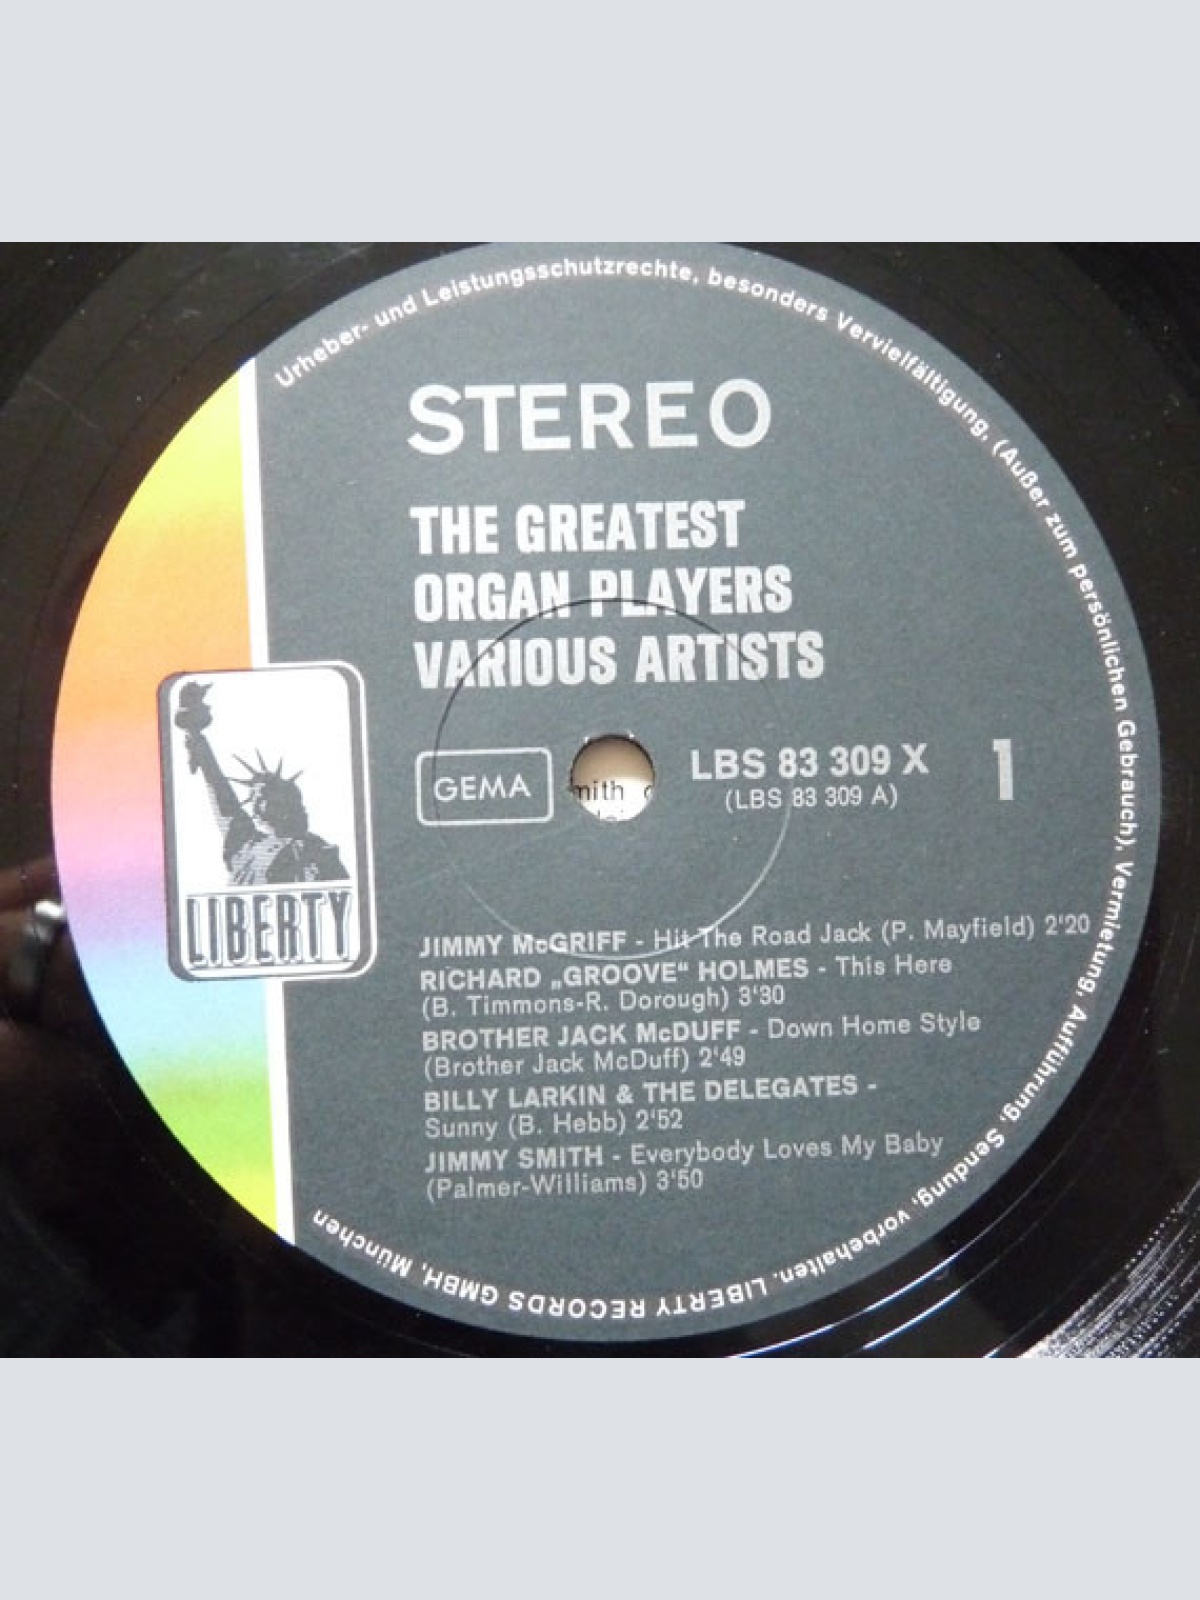 Urheber- und Leistungsschutzrechte, besonders Vervielfältigung, (Außer zum persönlichen Gebrauch), Vermietung, Aufführung, Sendung, vorbehalten. LIBERTY RECORDS GMBH, München
STEREO
THE GREATEST
ORGAN PLAYERS
VARIOUS ARTISTS
GEMA
mith
LBS 83 309 X
(LBS 83 309 A)
1
LIBERTY
JIMMY McGRIFF - Hit The Road Jack (P. Mayfield) 2'20
RICHARD „GROOVE“ HOLMES - This Here
(B. Timmons-R. Dorough) 3'30
BROTHER JACK McDUFF - Down Home Style
(Brother Jack McDuff) 2'49
BILLY LARKIN & THE DELEGATES -
Sunny (B. Hebb) 2'52
JIMMY SMITH - Everybody Loves My Baby
(Palmer-Williams) 3'50